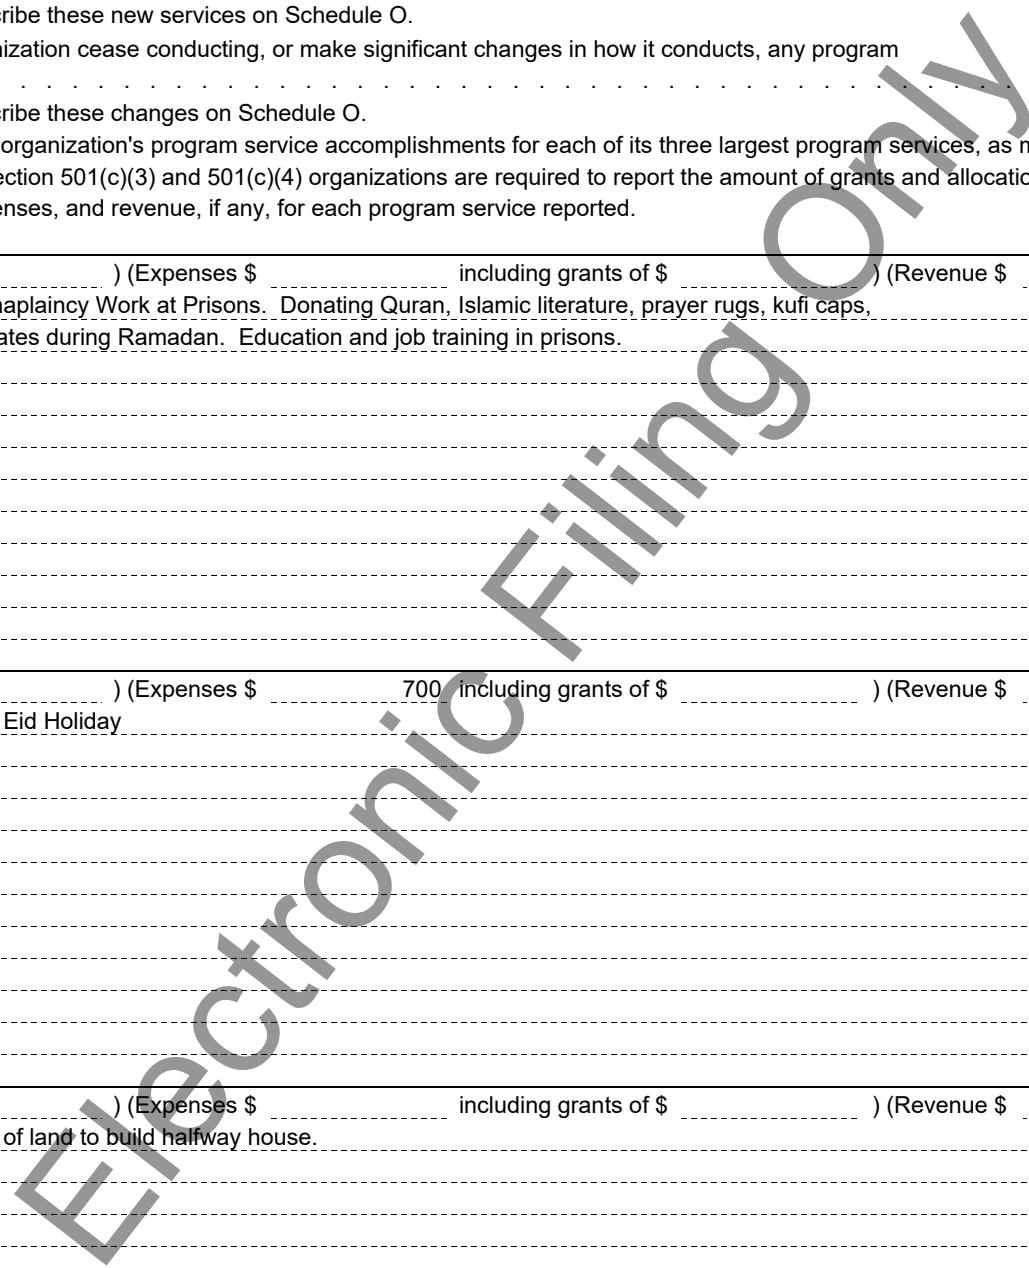 ribe these new services on Schedule O.
nization cease conducting, or make significant changes in how it conducts, any program
. . . . . . . . . . . . . . . . . . . . . . . . . . . . . . . . . . . . . . .
ribe these changes on Schedule O.
organization's program service accomplishments for each of its three largest program services, as m
ection 501(c)(3) and 501(c)(4) organizations are required to report the amount of grants and allocatio
enses, and revenue, if any, for each program service reported.
) (Expenses $ including grants of $ ) (Revenue $
haplaincy Work at Prisons. Donating Quran, Islamic literature, prayer rugs, kufi caps,
ates during Ramadan. Education and job training in prisons.
) (Expenses $ 700 including grants of $ ) (Revenue $
Eid Holiday
) (Expenses $ including grants of $ ) (Revenue $
of land to build halfway house.
Electronic Filing Only